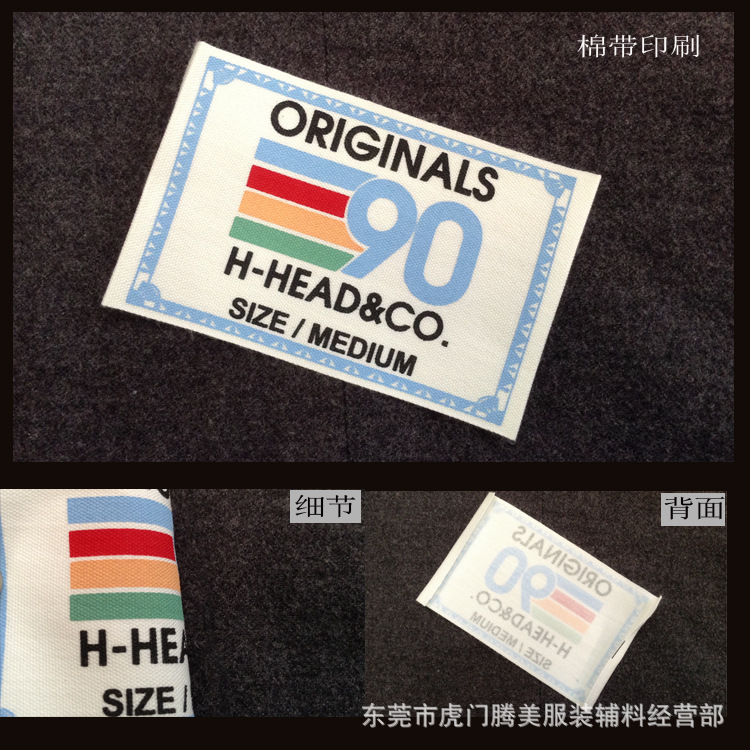 棉带印刷
ORIGINALS
90
H-HEAD&CO.
SIZE / MEDIUM
细节
H-HEA
SIZE /
背面
ORIGINALS
90
H-HEAD&CO.
SIZE / MEDIUM
东莞市虎门腾美服装辅料经营部